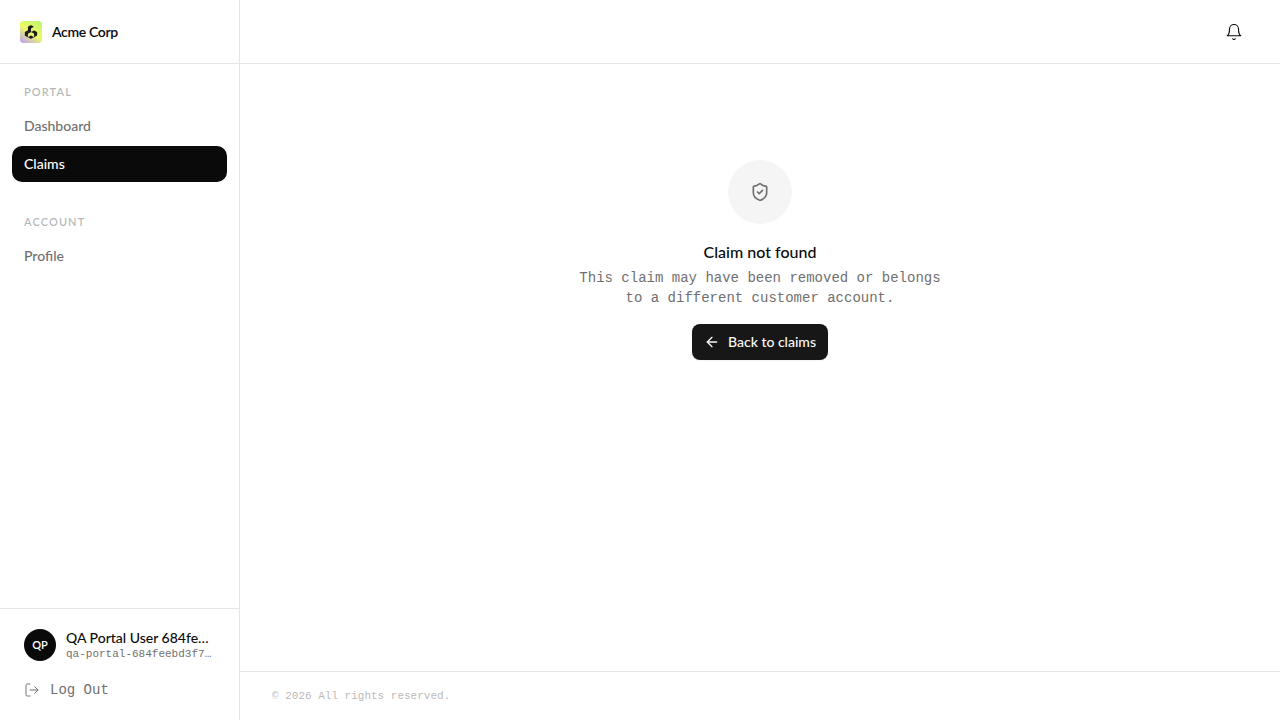 Acme Corp
PORTAL
Dashboard
Claims
ACCOUNT
Profile
Claim not found
This claim may have been removed or belongs
to a different customer account.
Back to claims
QP
QA Portal User 684fe…
qa-portal-684feebd3f7…
Log Out
© 2026 All rights reserved.